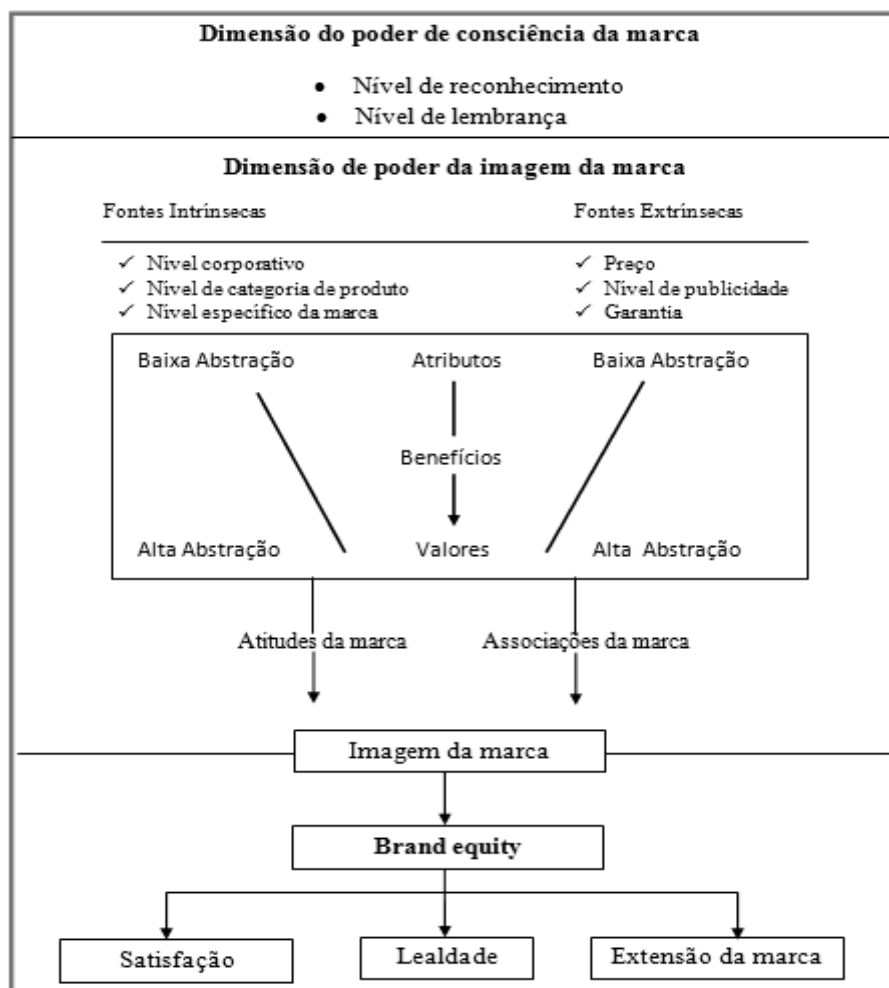 Dimensão do poder de consciência da marca
• Nível de reconhecimento
• Nível de lembrança
Dimensão de poder da imagem da marca
Fontes Intrínsecas Fontes Extrínsecas
✓ Nível corporativo ✓ Preço
✓ Nível de categoria de produto ✓ Nível de publicidade
✓ Nível específico da marca ✓ Garantia
Baixa Abstração Atributos Baixa Abstração
Benefícios
Alta Abstração Valores Alta Abstração
Atitudes da marca Associações da marca
Imagem da marca
Brand equity
Satisfação Lealdade Extensão da marca